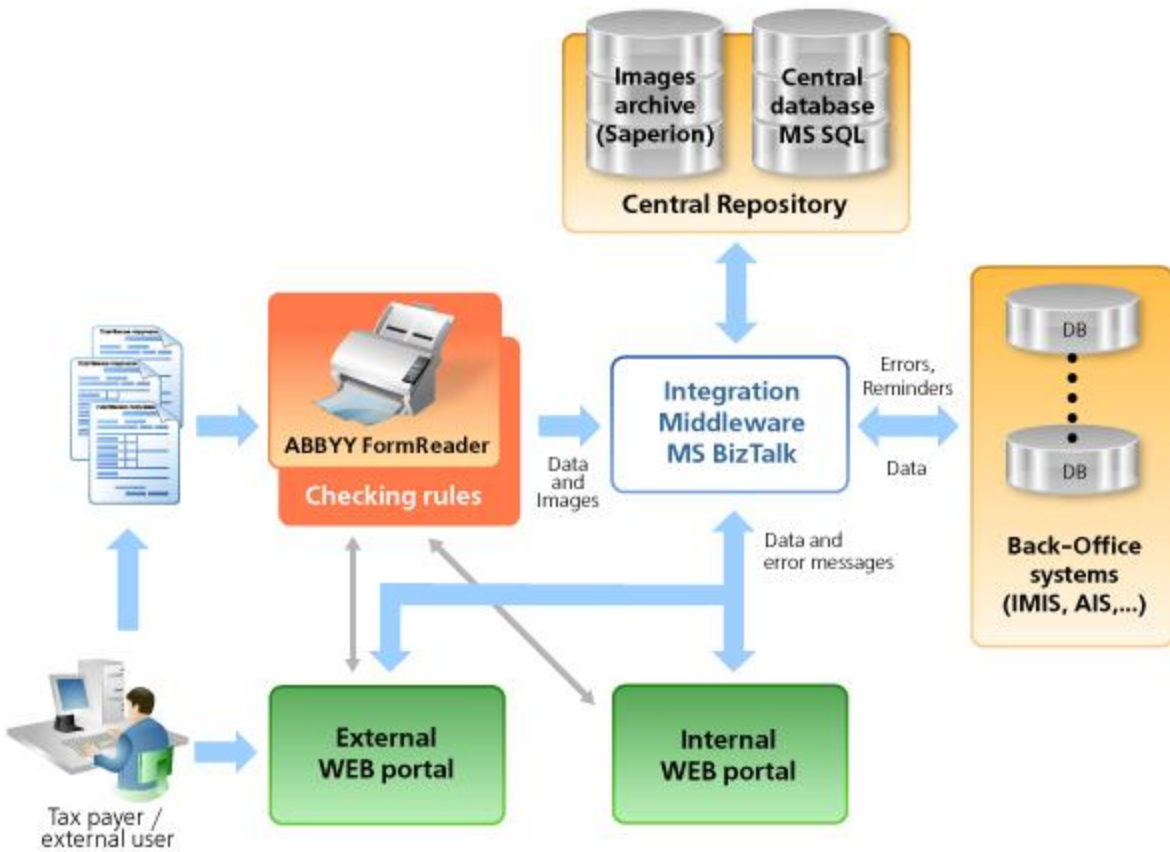 Images
archive
(Saperion)
Central
database
MS SQL
Central Repository
DB
DB
Back-Office
systems
(IMIS, AIS,...)
Errors,
Reminders
Data
Integration
Middleware
MS BizTalk
ABBYY FormReader
Checking rules
Data
and
Images
Data and
error messages
External
WEB portal
Internal
WEB portal
Tax payer /
external user